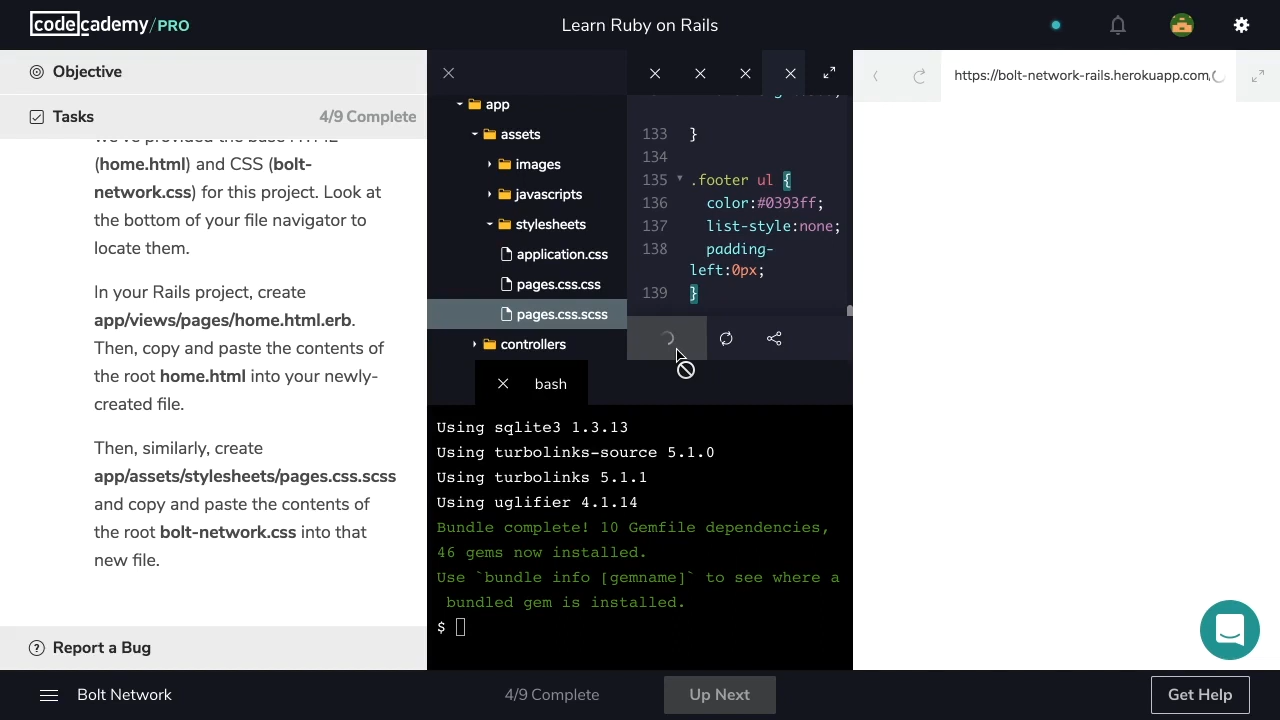 codecademy/PRO
Learn Ruby on Rails
Objective
Tasks
4/9 Complete
(home.html) and CSS (bolt-
network.css) for this project. Look at
the bottom of your file navigator to
locate them.
In your Rails project, create
app/views/pages/home.html.erb.
Then, copy and paste the contents of
the root home.html into your newly-
created file.
Then, similarly, create
app/assets/stylesheets/pages.css.scss
and copy and paste the contents of
the root bolt-network.css into that
new file.
Report a Bug
app
assets
images
javascripts
stylesheets
application.css
pages.css.css
pages.css.scss
controllers
133 }
134
135 .footer ul {
136 color:#0393ff;
137 list-style:none;
138 padding-
left:0px;
139 }
bash
Using sqlite3 1.3.13
Using turbolinks-source 5.1.0
Using turbolinks 5.1.1
Using uglifier 4.1.14
Bundle complete! 10 Gemfile dependencies,
46 gems now installed.
Use `bundle info [gemname]` to see where a
bundled gem is installed.
$
https://bolt-network-rails.herokuapp.com
Bolt Network
4/9 Complete
Up Next
Get Help